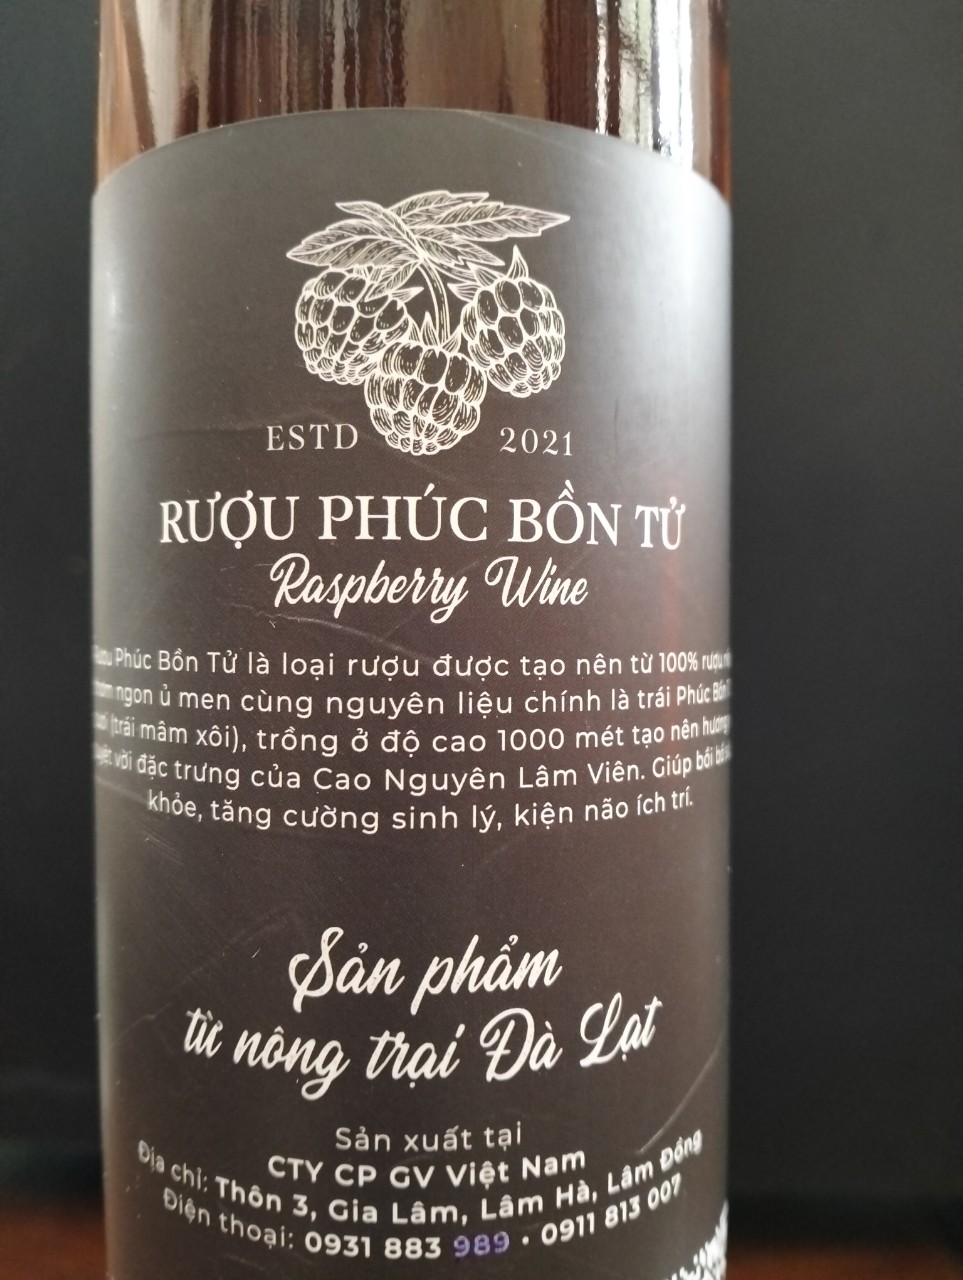 ESTD 2021
RƯỢU PHÚC BỒN TỬ
Raspberry Wine
Rượu Phúc Bồn Tử là loại rượu được tạo nên từ 100% rượu
ngon ủ men cùng nguyên liệu chính là trái Phúc Bồn
(trái mâm xôi), trồng ở độ cao 1000 mét tạo nên hương
vời đặc trưng của Cao Nguyên Lâm Viên. Giúp bồi bổ
khỏe, tăng cường sinh lý, kiện não ích trí.
Sản phẩm
từ nông trại Đà Lạt
Sản xuất tại
CTY CP GV Việt Nam
Địa chỉ: Thôn 3, Gia Lâm, Lâm Hà, Lâm Đồng
Điện thoại: 0931 883 989 • 0911 813 007